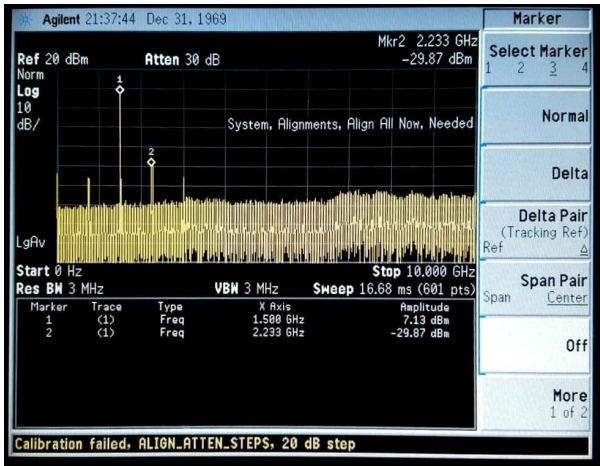 Agilent 21:37:44 Dec 31, 1969
Marker
Mkr2 2.233 GHz
Ref 20 dBm Atten 30 dB -29.87 dBm
Norm
Log
10
dB/
1
2
System, Alignments, Align All Now, Needed
LgAv
Start 0 Hz Stop 10.000 GHz
Res BW 3 MHz VBW 3 MHz Sweep 16.68 ms (601 pts)
Marker Trace Type X Axis Amplitude
1 (1) Freq 1.500 GHz 7.13 dBm
2 (1) Freq 2.233 GHz -29.87 dBm
Calibration failed, ALIGN_ATTEN_STEPS, 20 dB step
Select Marker
1 2 3 4
Normal
Delta
Delta Pair
(Tracking Ref)
Ref Δ
Span Pair
Span Center
Off
More
1 of 2